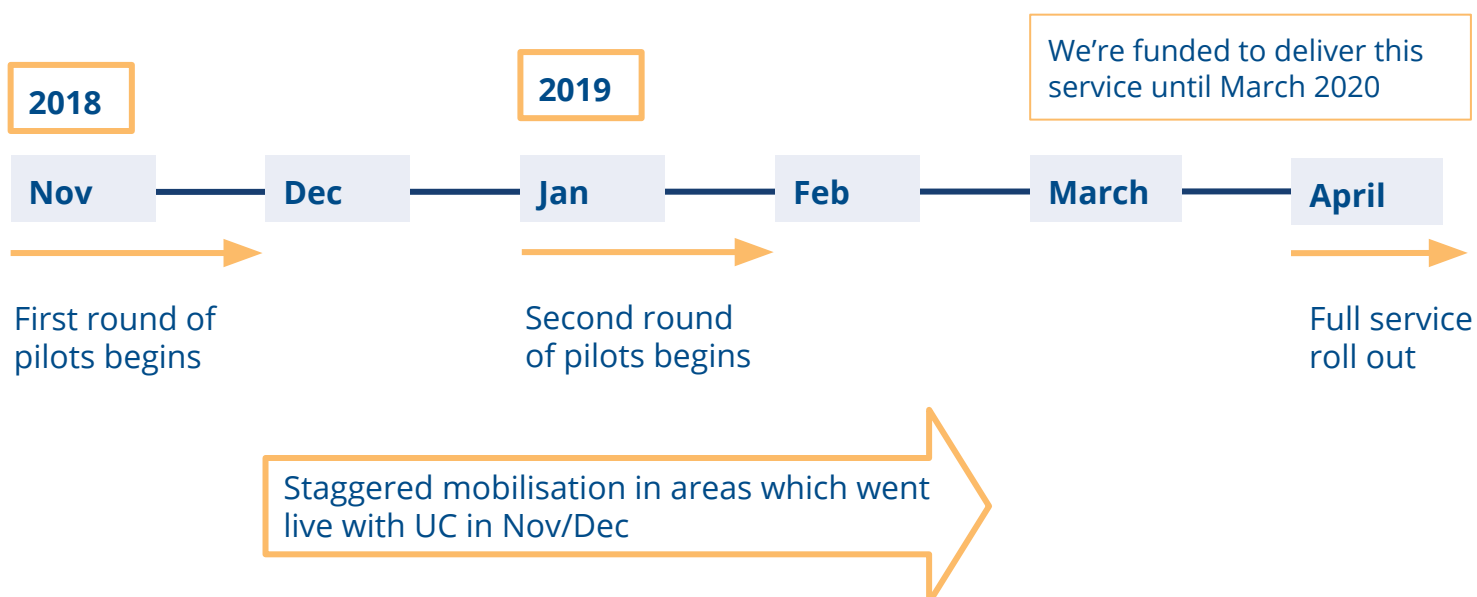 We're funded to deliver this
service until March 2020
2018
2019
Nov
Dec
Jan
Feb
March
April
First round of
pilots begins
Second round
of pilots begins
Full service
roll out
Staggered mobilisation in areas which went
live with UC in Nov/Dec